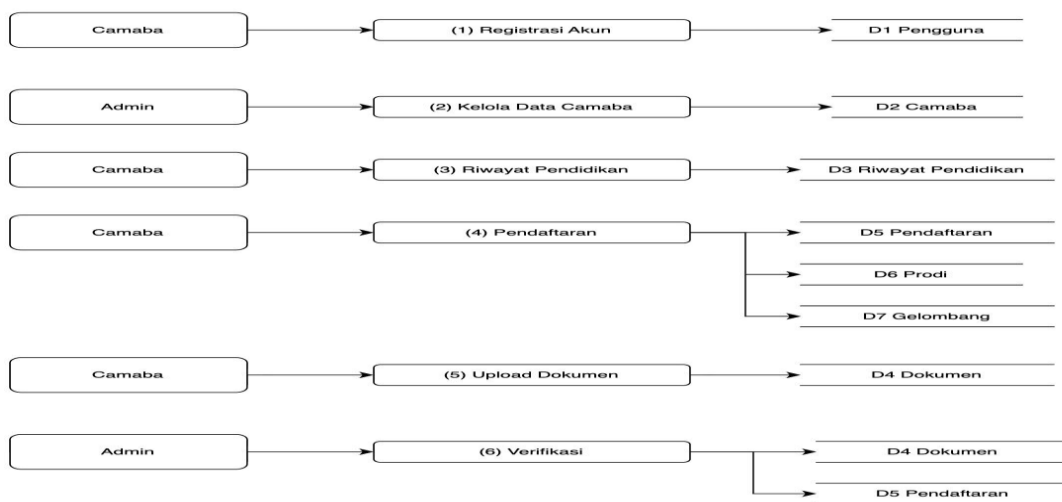 Camaba (1) Registrasi Akun D1 Pengguna
Admin (2) Kelola Data Camaba D2 Camaba
Camaba (3) Riwayat Pendidikan D3 Riwayat Pendidikan
Camaba (4) Pendaftaran D5 Pendaftaran
D6 Prodi
D7 Gelombang
Camaba (5) Upload Dokumen D4 Dokumen
Admin (6) Verifikasi D4 Dokumen
D5 Pendaftaran